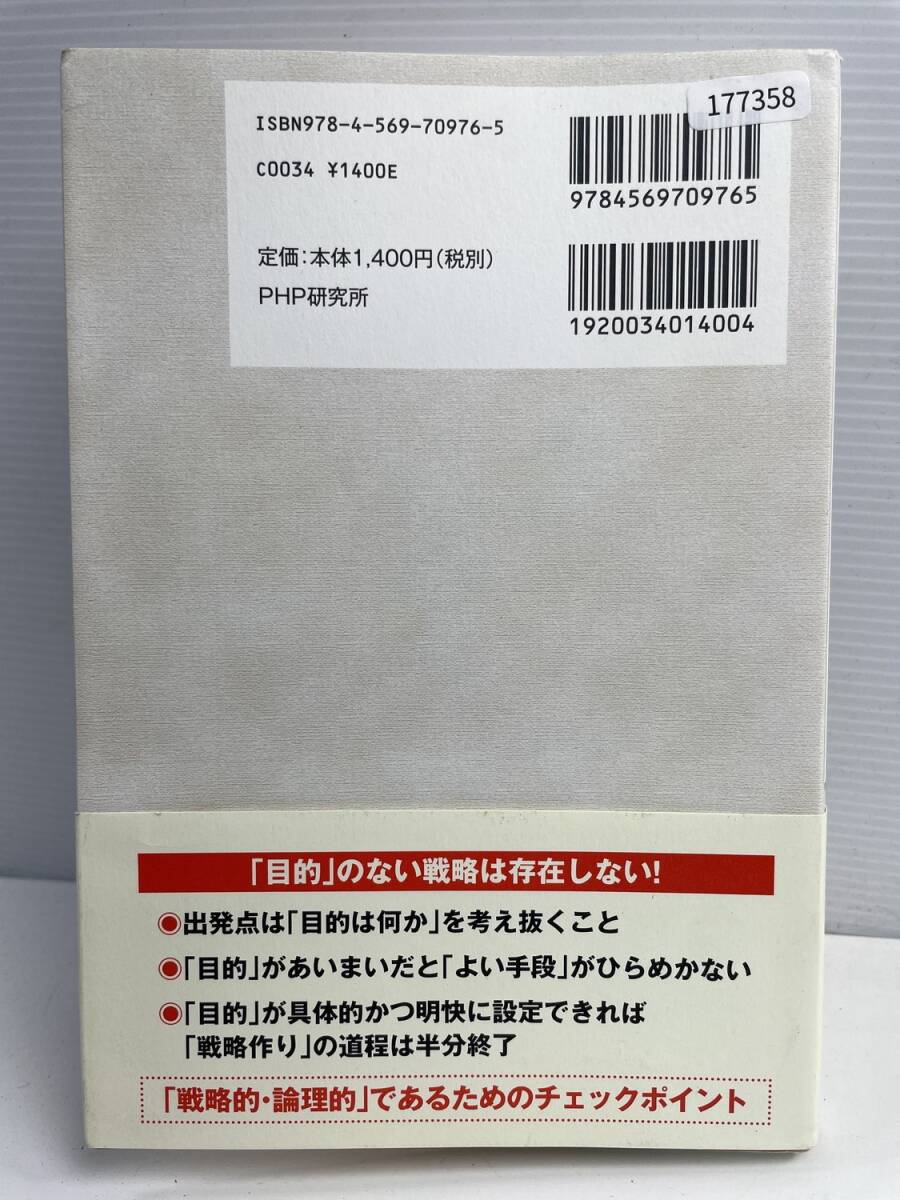 177358
ISBN978-4-569-70976-5
C0034 ¥1400E
9784569709765
定価:本体1,400円(税別)
PHP研究所
1920034014004
「目的」のない戦略は存在しない!
◉出発点は「目的は何か」を考え抜くこと
◉「目的」があいまいだと「よい手段」がひらめかない
◉「目的」が具体的かつ明快に設定できれば
「戦略作り」の道程は半分終了
「戦略的・論理的」であるためのチェックポイント